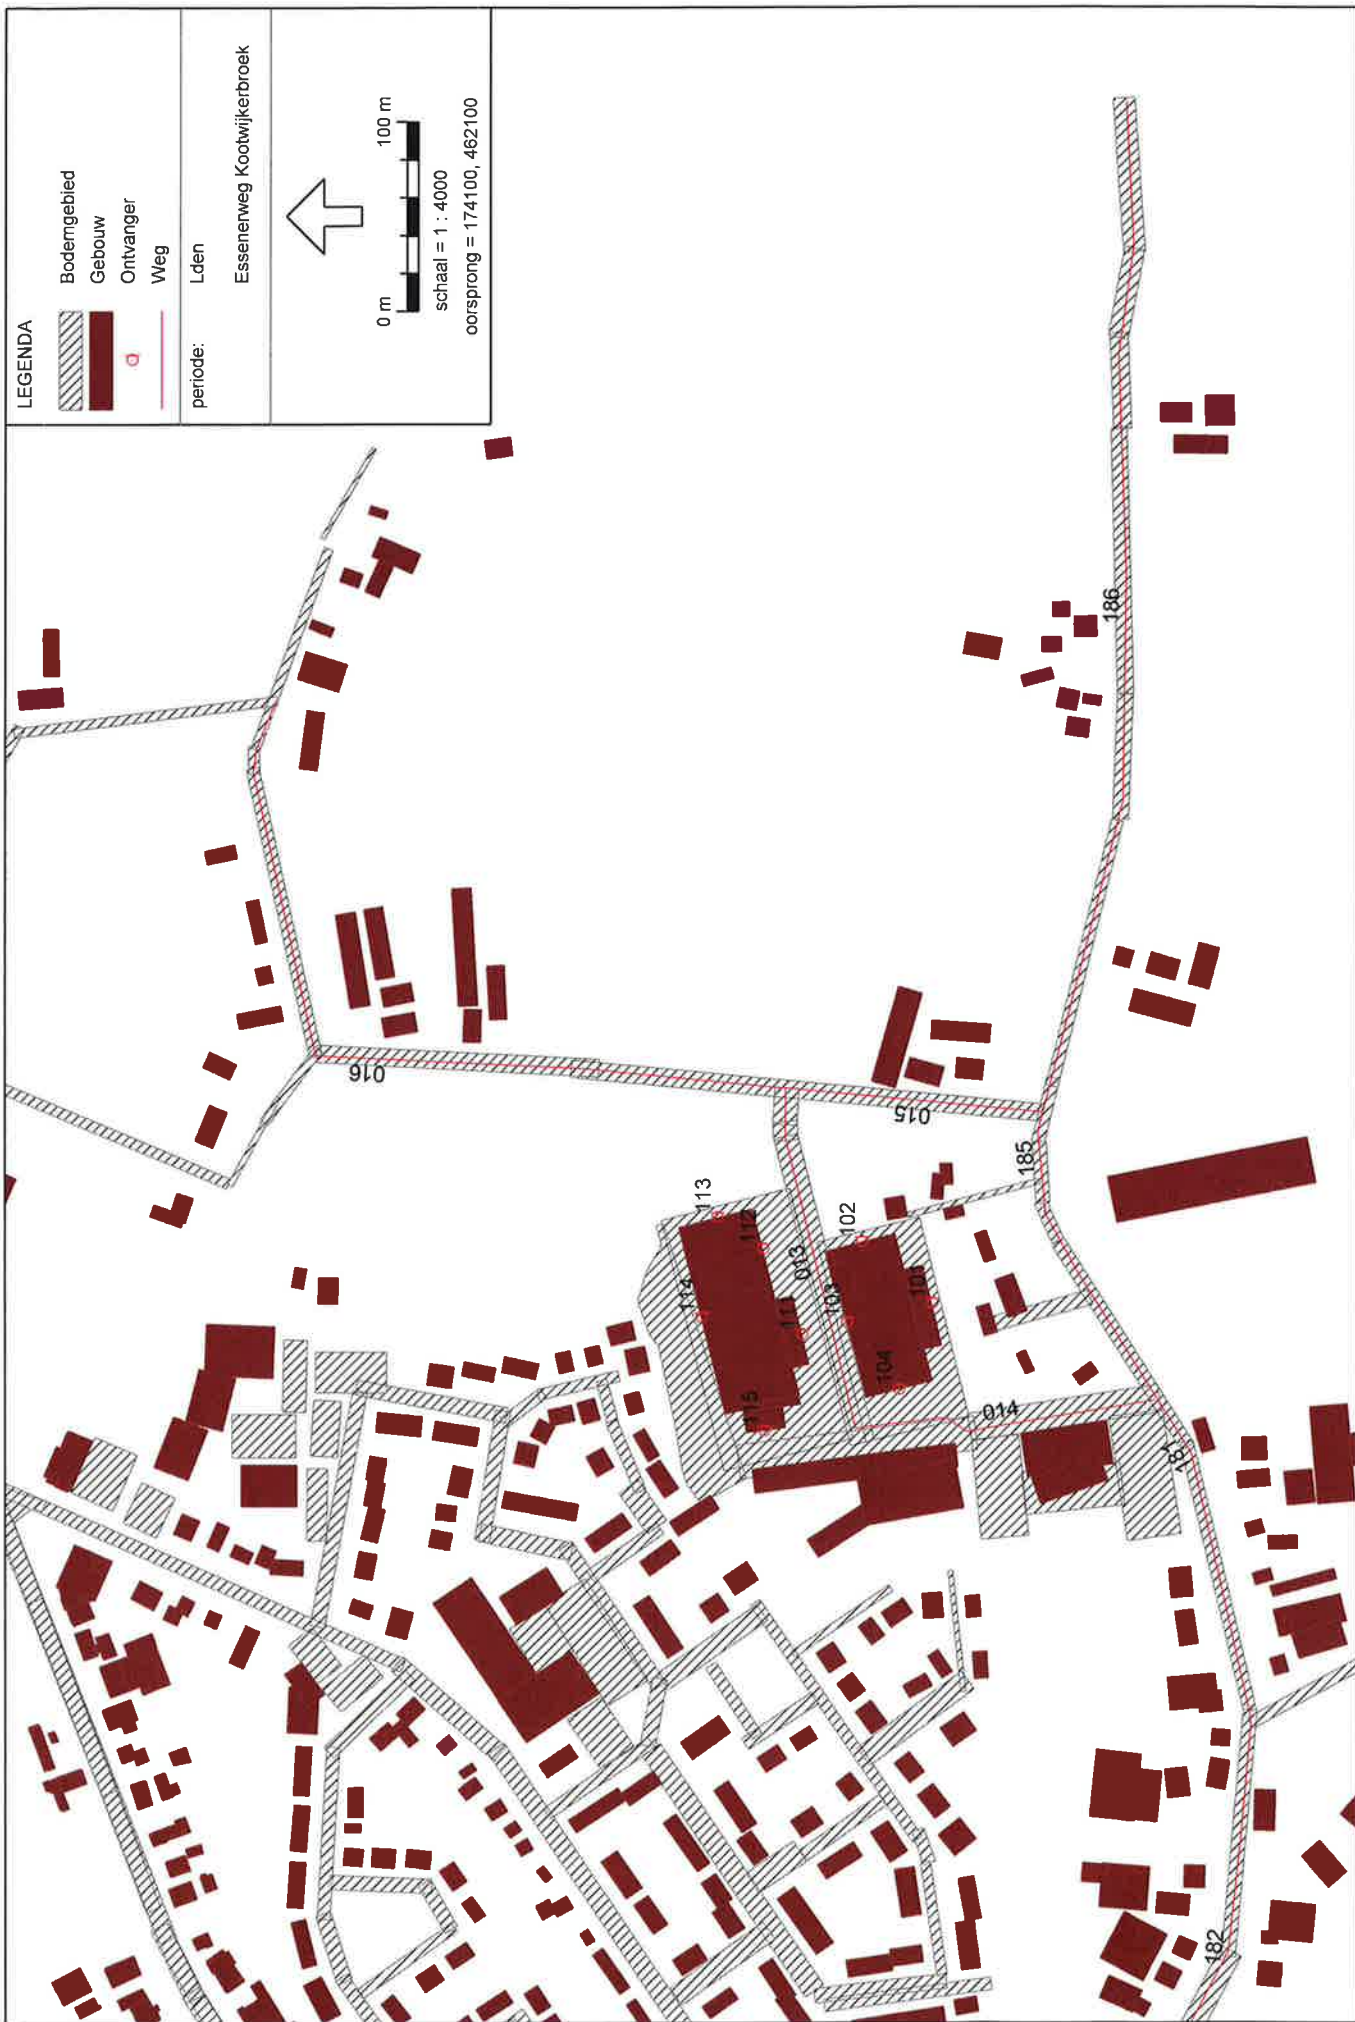 LEGENDA
Bodemgebied
Gebouw
Ontvanger
Weg
periode: Lden
Essenerweg Kootwijkerbroek
0 m 100 m
schaal = 1 : 4000
oorsprong = 174100, 462100
016
015
186
185
113
112
114
111
115
013
102
103
101
104
014
181
182